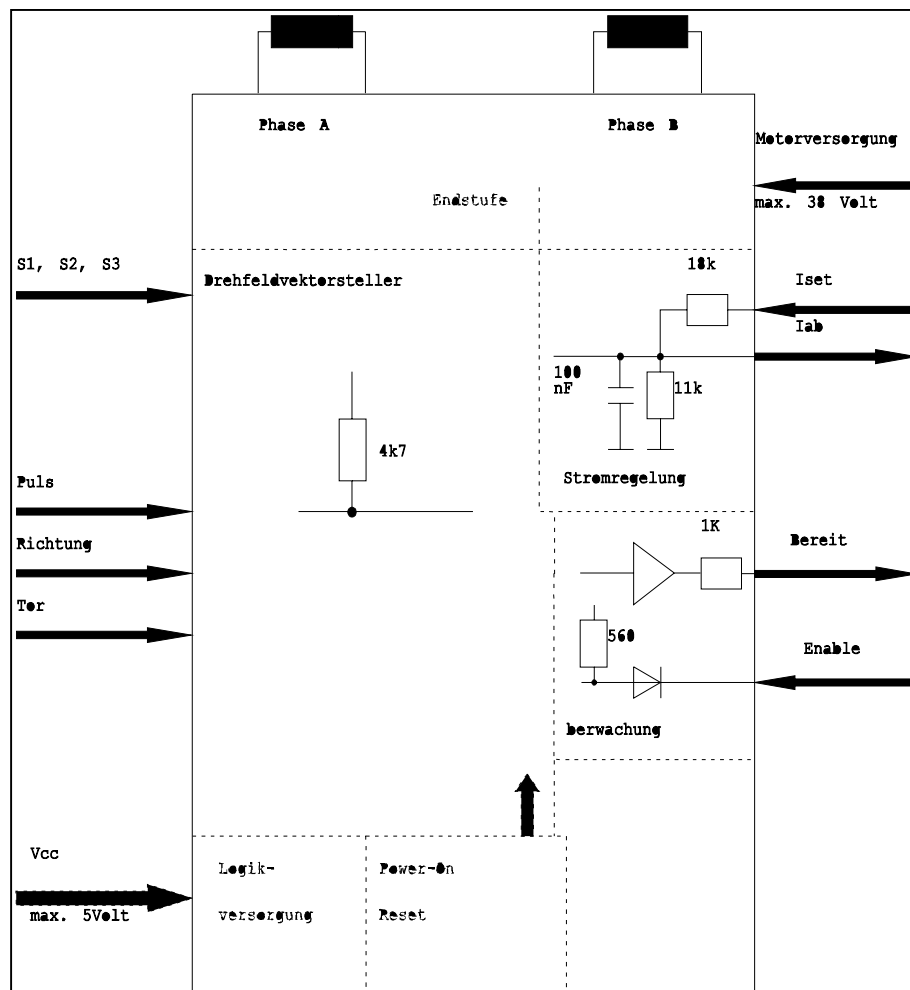 Phase A
Phase B
Motorversorgung
max. 38 Volt
Endstufe
S1, S2, S3
Drehfeldvektorsteller
18k
Iset
Iab
100
nF
11k
4k7
Stromregelung
Puls
1K
Bereit
Richtung
Tor
560
Enable
berwachung
Vcc
max. 5Volt
Logik-
versorgung
Power-On
Reset